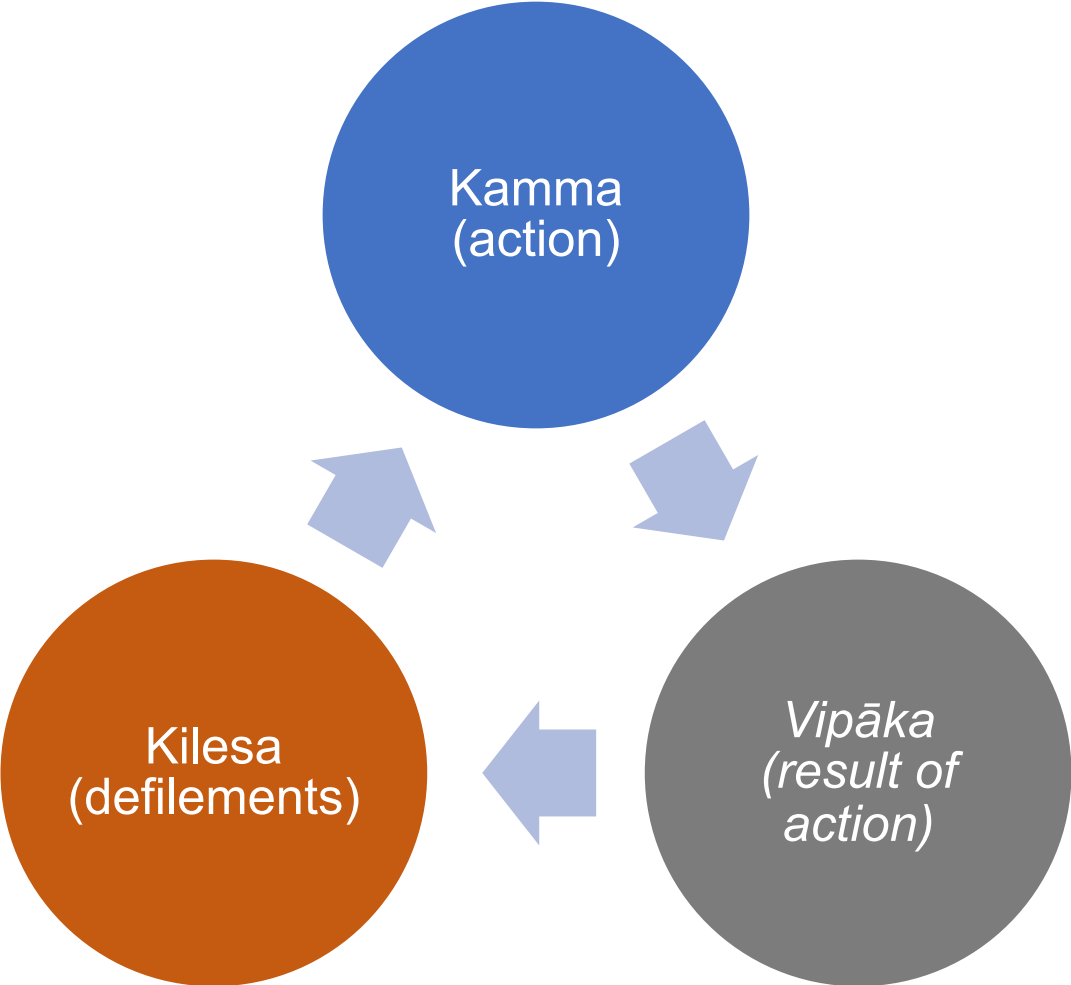 Kamma
(action)
Vipāka
(result of
action)
Kilesa
(defilements)